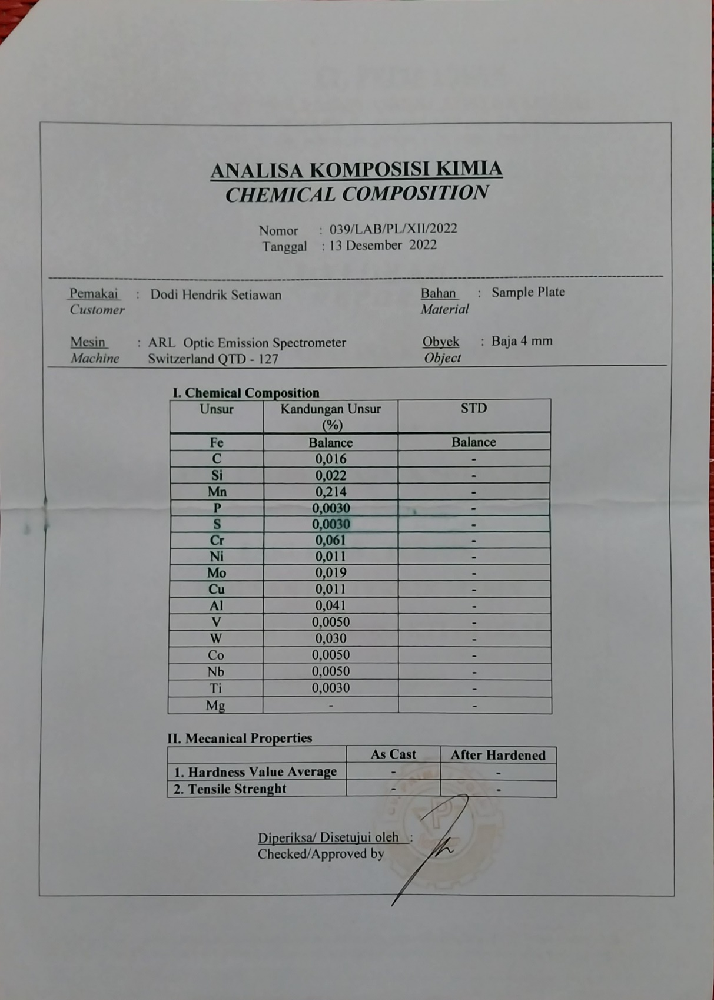 ANALISA KOMPOSISI KIMIA
CHEMICAL COMPOSITION
Nomor : 039/LAB/PL/XII/2022
Tanggal : 13 Desember 2022
Pemakai : Dodi Hendrik Setiawan Bahan : Sample Plate
Customer Material
Mesin : ARL Optic Emission Spectrometer Obyek : Baja 4 mm
Machine Switzerland QTD - 127 Object
I. Chemical Composition
Unsur Kandungan Unsur STD
(%)
Fe Balance Balance
C 0,016 -
Si 0,022 -
Mn 0,214 -
P 0,0030 -
S 0,0030 -
Cr 0,061 -
Ni 0,011 -
Mo 0,019 -
Cu 0,011 -
Al 0,041 -
V 0,0050 -
W 0,030 -
Co 0,0050 -
Nb 0,0050 -
Ti 0,0030 -
Mg - -
II. Mecanical Properties
As Cast After Hardened
1. Hardness Value Average - -
2. Tensile Strenght - -
Diperiksa/ Disetujui oleh :
Checked/Approved by